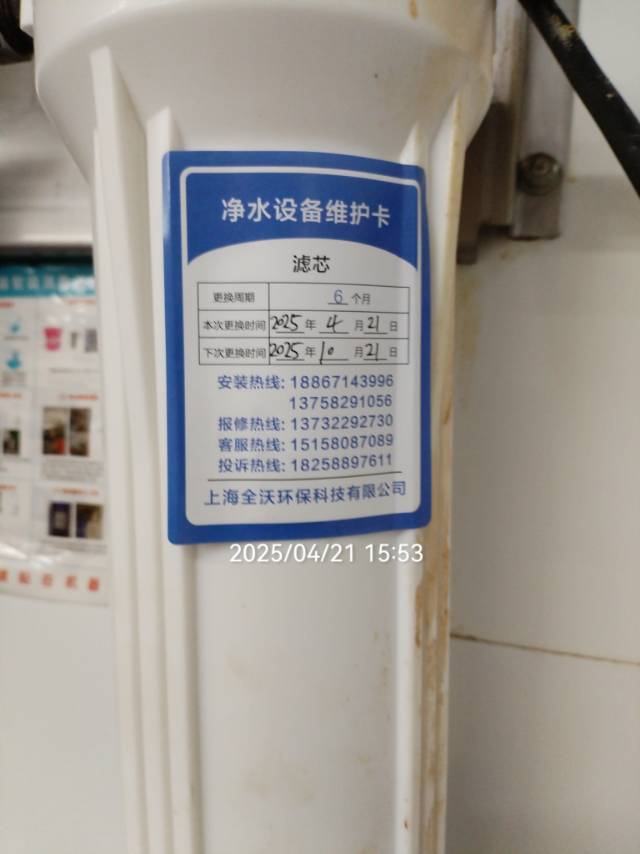 净水设备维护卡
滤芯
更换周期 6 个月
本次更换时间 2025 年 4 月 21 日
下次更换时间 2025 年 10 月 21 日
安装热线: 18867143996
13758291056
报修热线: 13732292730
客服热线: 15158087089
投诉热线: 18258897611
上海全沃环保科技有限公司
2025/04/21 15:53